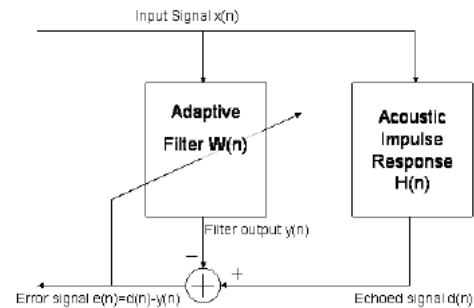 Input Signal x(n)
Adaptive
Filter W(n)
Acoustic
Impulse
Response
H(n)
Filter output y(n)
−
+
Error signal e(n)=d(n)-y(n)
Echoed signal d(n)